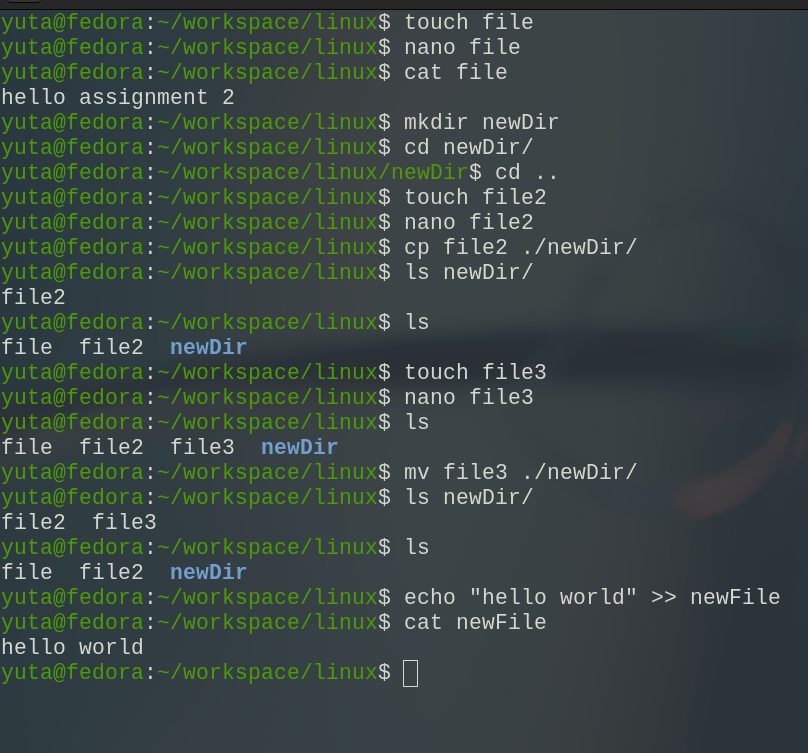 yuta@fedora:~/workspace/linux$ touch file
yuta@fedora:~/workspace/linux$ nano file
yuta@fedora:~/workspace/linux$ cat file
hello assignment 2
yuta@fedora:~/workspace/linux$ mkdir newDir
yuta@fedora:~/workspace/linux$ cd newDir/
yuta@fedora:~/workspace/linux/newDir$ cd ..
yuta@fedora:~/workspace/linux$ touch file2
yuta@fedora:~/workspace/linux$ nano file2
yuta@fedora:~/workspace/linux$ cp file2 ./newDir/
yuta@fedora:~/workspace/linux$ ls newDir/
file2
yuta@fedora:~/workspace/linux$ ls
file  file2  newDir
yuta@fedora:~/workspace/linux$ touch file3
yuta@fedora:~/workspace/linux$ nano file3
yuta@fedora:~/workspace/linux$ ls
file  file2  file3  newDir
yuta@fedora:~/workspace/linux$ mv file3 ./newDir/
yuta@fedora:~/workspace/linux$ ls newDir/
file2  file3
yuta@fedora:~/workspace/linux$ ls
file  file2  newDir
yuta@fedora:~/workspace/linux$ echo "hello world" >> newFile
yuta@fedora:~/workspace/linux$ cat newFile
hello world
yuta@fedora:~/workspace/linux$